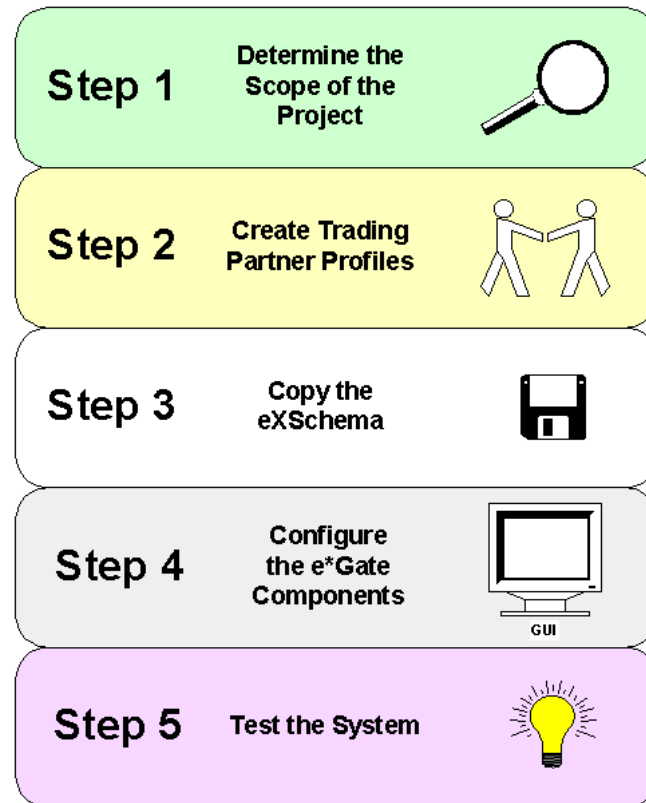 Step 1
Determine the
Scope of the
Project
Step 2
Create Trading
Partner Profiles
Step 3
Copy the
eXSchema
Step 4
Configure
the e*Gate
Components
GUI
Step 5
Test the System